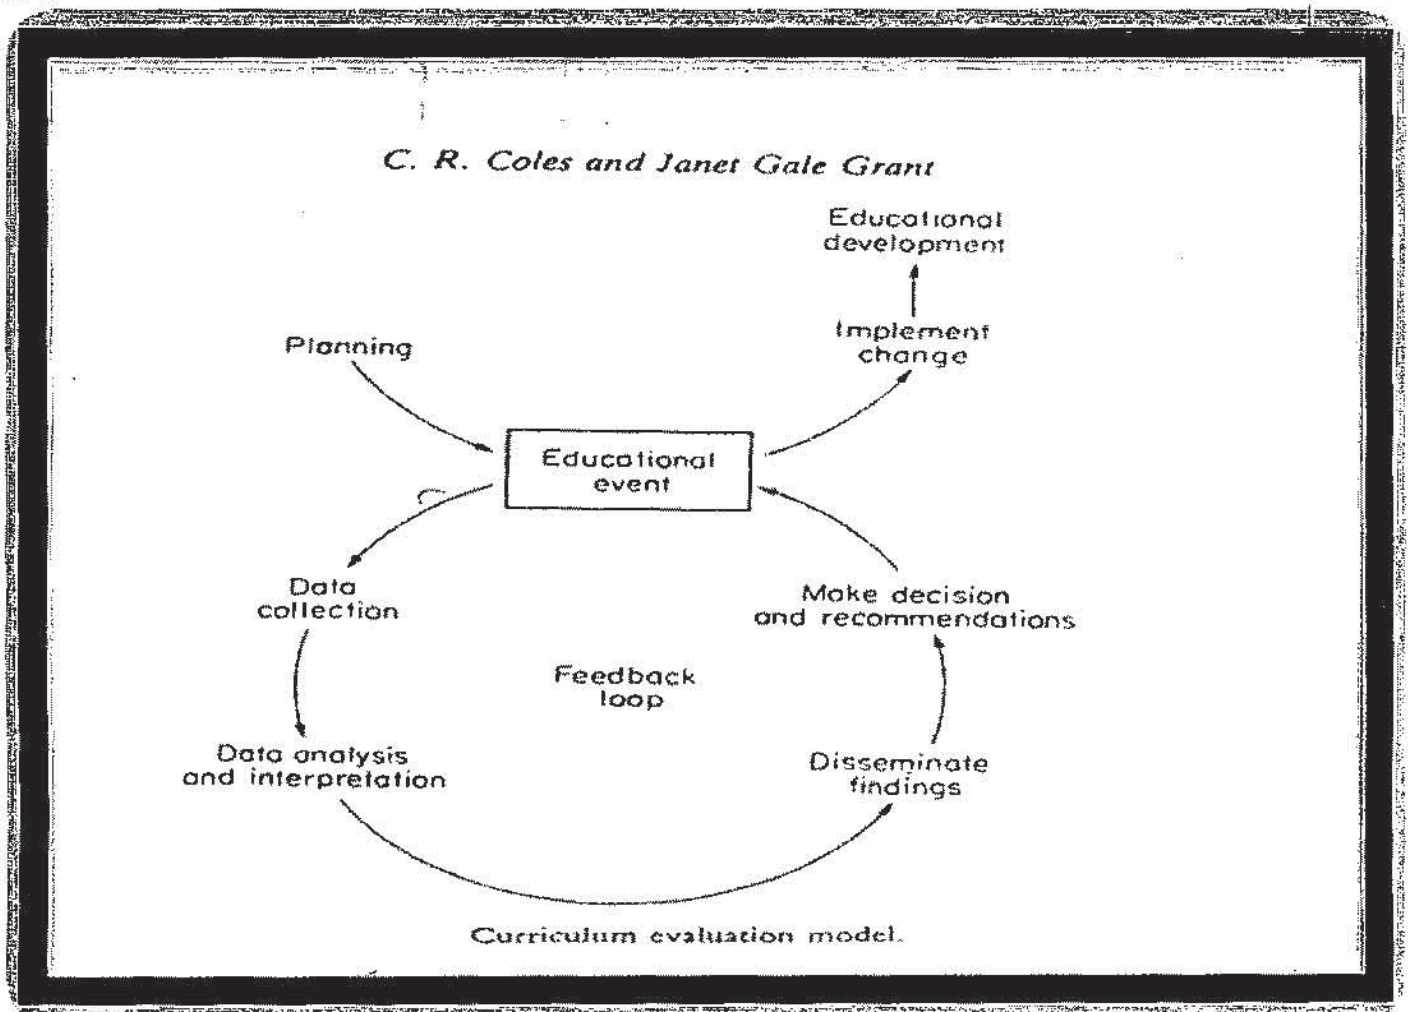 C. R. Coles and Janet Gale Grant
Educational
development
Implement
change
Planning
Educational
event
Data
collection
Make decision
and recommendations
Feedback
loop
Data analysis
and interpretation
Disseminate
findings
Curriculum evaluation model.